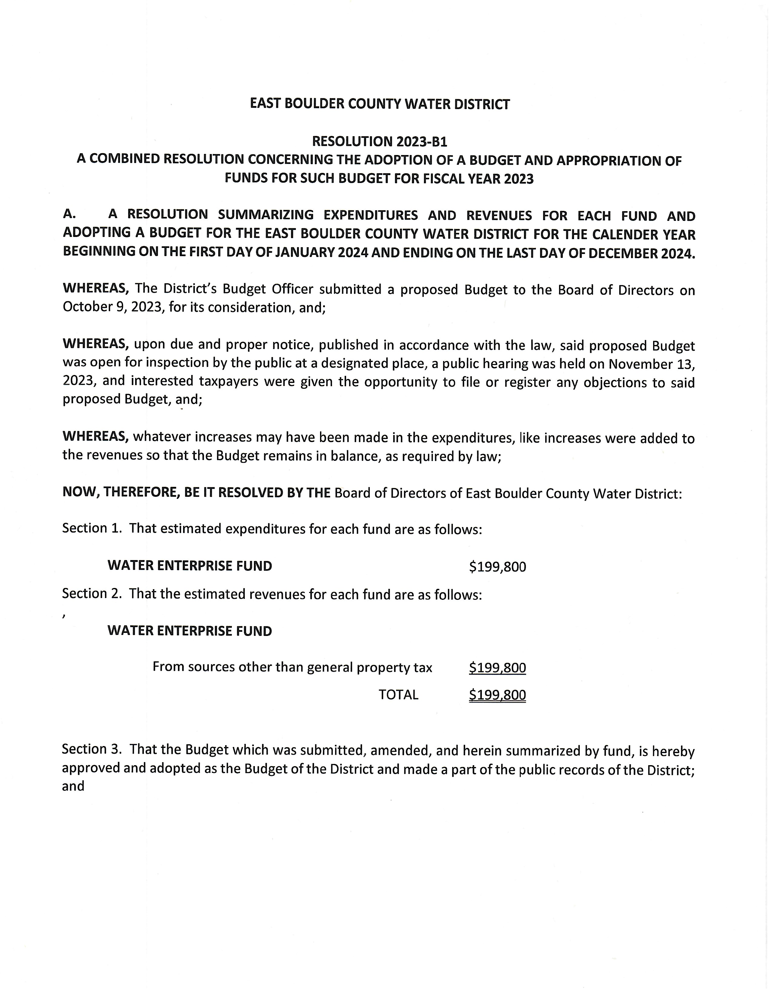 EAST BOULDER COUNTY WATER DISTRICT
RESOLUTION 2023-B1
A COMBINED RESOLUTION CONCERNING THE ADOPTION OF A BUDGET AND APPROPRIATION OF
FUNDS FOR SUCH BUDGET FOR FISCAL YEAR 2023
A. A RESOLUTION SUMMARIZING EXPENDITURES AND REVENUES FOR EACH FUND AND
ADOPTING A BUDGET FOR THE EAST BOULDER COUNTY WATER DISTRICT FOR THE CALENDER YEAR
BEGINNING ON THE FIRST DAY OF JANUARY 2024 AND ENDING ON THE LAST DAY OF DECEMBER 2024.
WHEREAS, The District's Budget Officer submitted a proposed Budget to the Board of Directors on
October 9, 2023, for its consideration, and;
WHEREAS, upon due and proper notice, published in accordance with the law, said proposed Budget
was open for inspection by the public at a designated place, a public hearing was held on November 13,
2023, and interested taxpayers were given the opportunity to file or register any objections to said
proposed Budget, and;
WHEREAS, whatever increases may have been made in the expenditures, like increases were added to
the revenues so that the Budget remains in balance, as required by law;
NOW, THEREFORE, BE IT RESOLVED BY THE Board of Directors of East Boulder County Water District:
Section 1. That estimated expenditures for each fund are as follows:
WATER ENTERPRISE FUND $199,800
Section 2. That the estimated revenues for each fund are as follows:
,
WATER ENTERPRISE FUND
From sources other than general property tax $199,800
TOTAL $199,800
Section 3. That the Budget which was submitted, amended, and herein summarized by fund, is hereby
approved and adopted as the Budget of the District and made a part of the public records of the District;
and